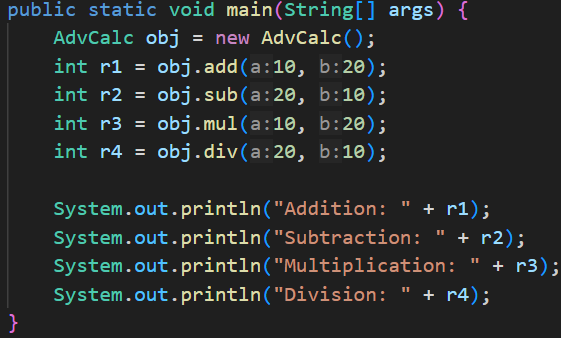 public static void main(String[] args) {
    AdvCalc obj = new AdvCalc();
    int r1 = obj.add(a:10, b:20);
    int r2 = obj.sub(a:20, b:10);
    int r3 = obj.mul(a:10, b:20);
    int r4 = obj.div(a:20, b:10);

    System.out.println("Addition: " + r1);
    System.out.println("Subtraction: " + r2);
    System.out.println("Multiplication: " + r3);
    System.out.println("Division: " + r4);
}